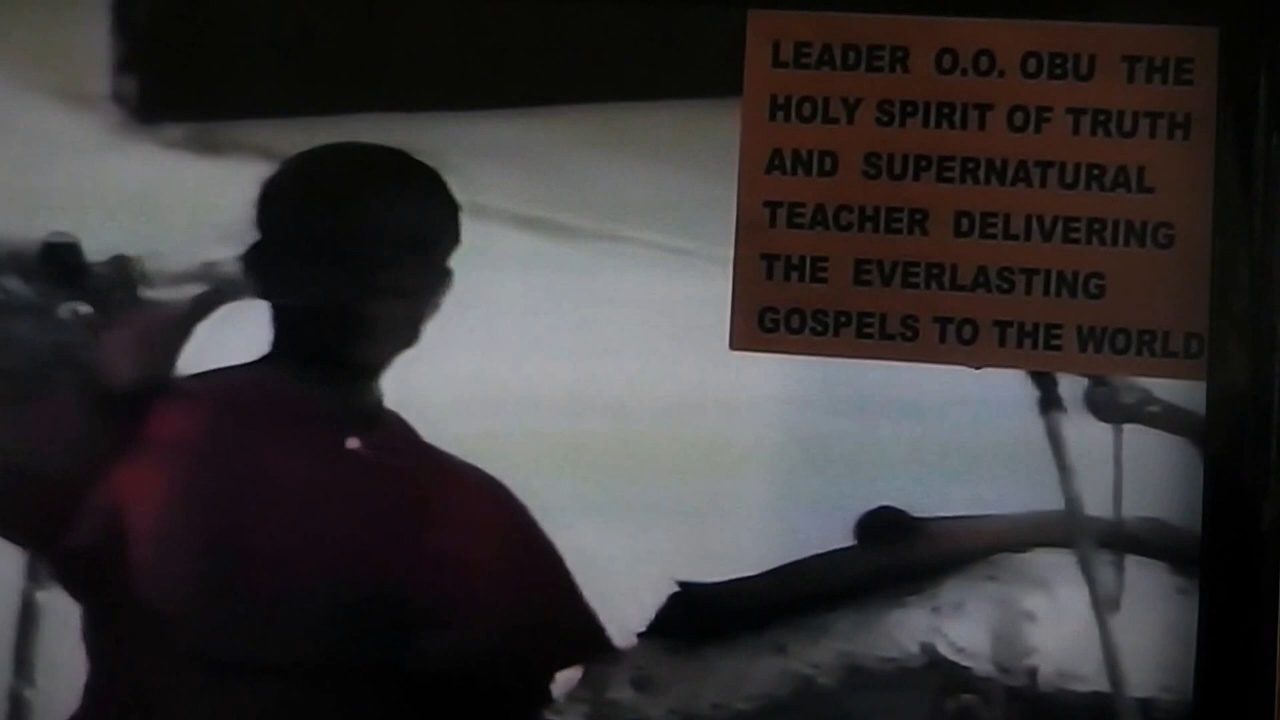 LEADER O.O. OBU THE
HOLY SPIRIT OF TRUTH
AND SUPERNATURAL
TEACHER DELIVERING
THE EVERLASTING
GOSPELS TO THE WORLD